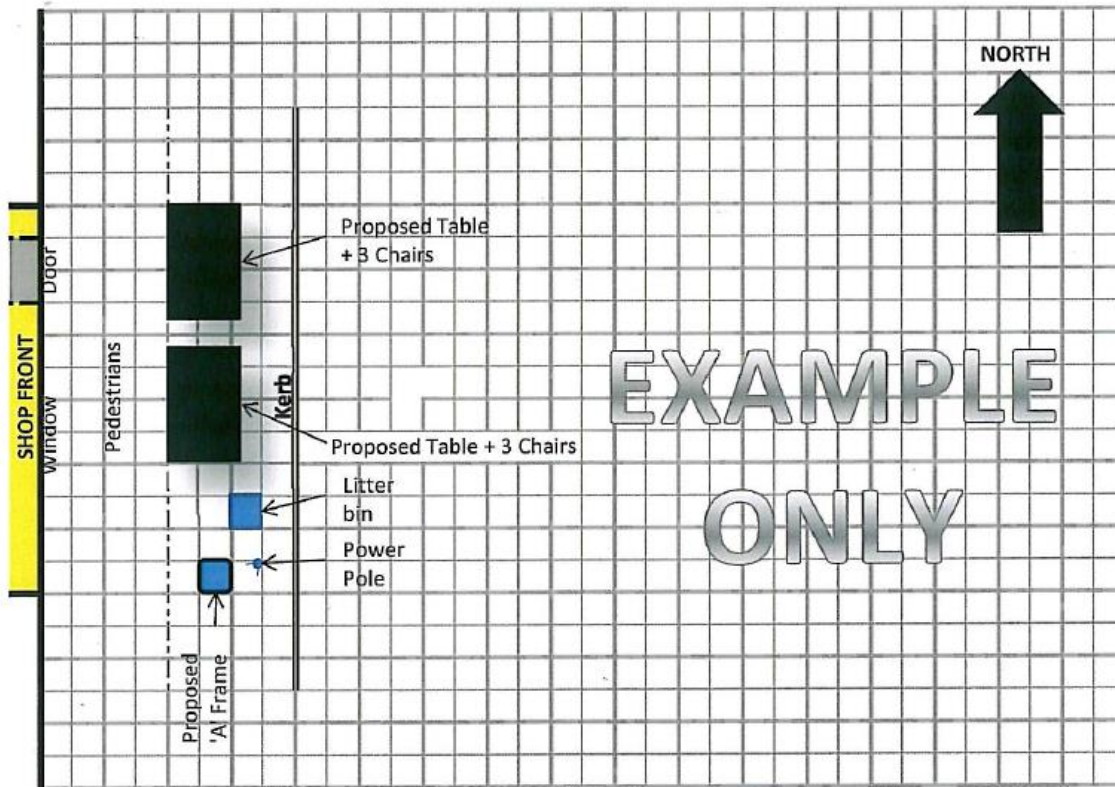 NORTH
Proposed Table
+ 3 Chairs
Door
SHOP FRONT
Window
Pedestrians
Kerb
EXAMPLE
ONLY
Proposed Table + 3 Chairs
Litter
bin
Power
Pole
Proposed
'A' Frame